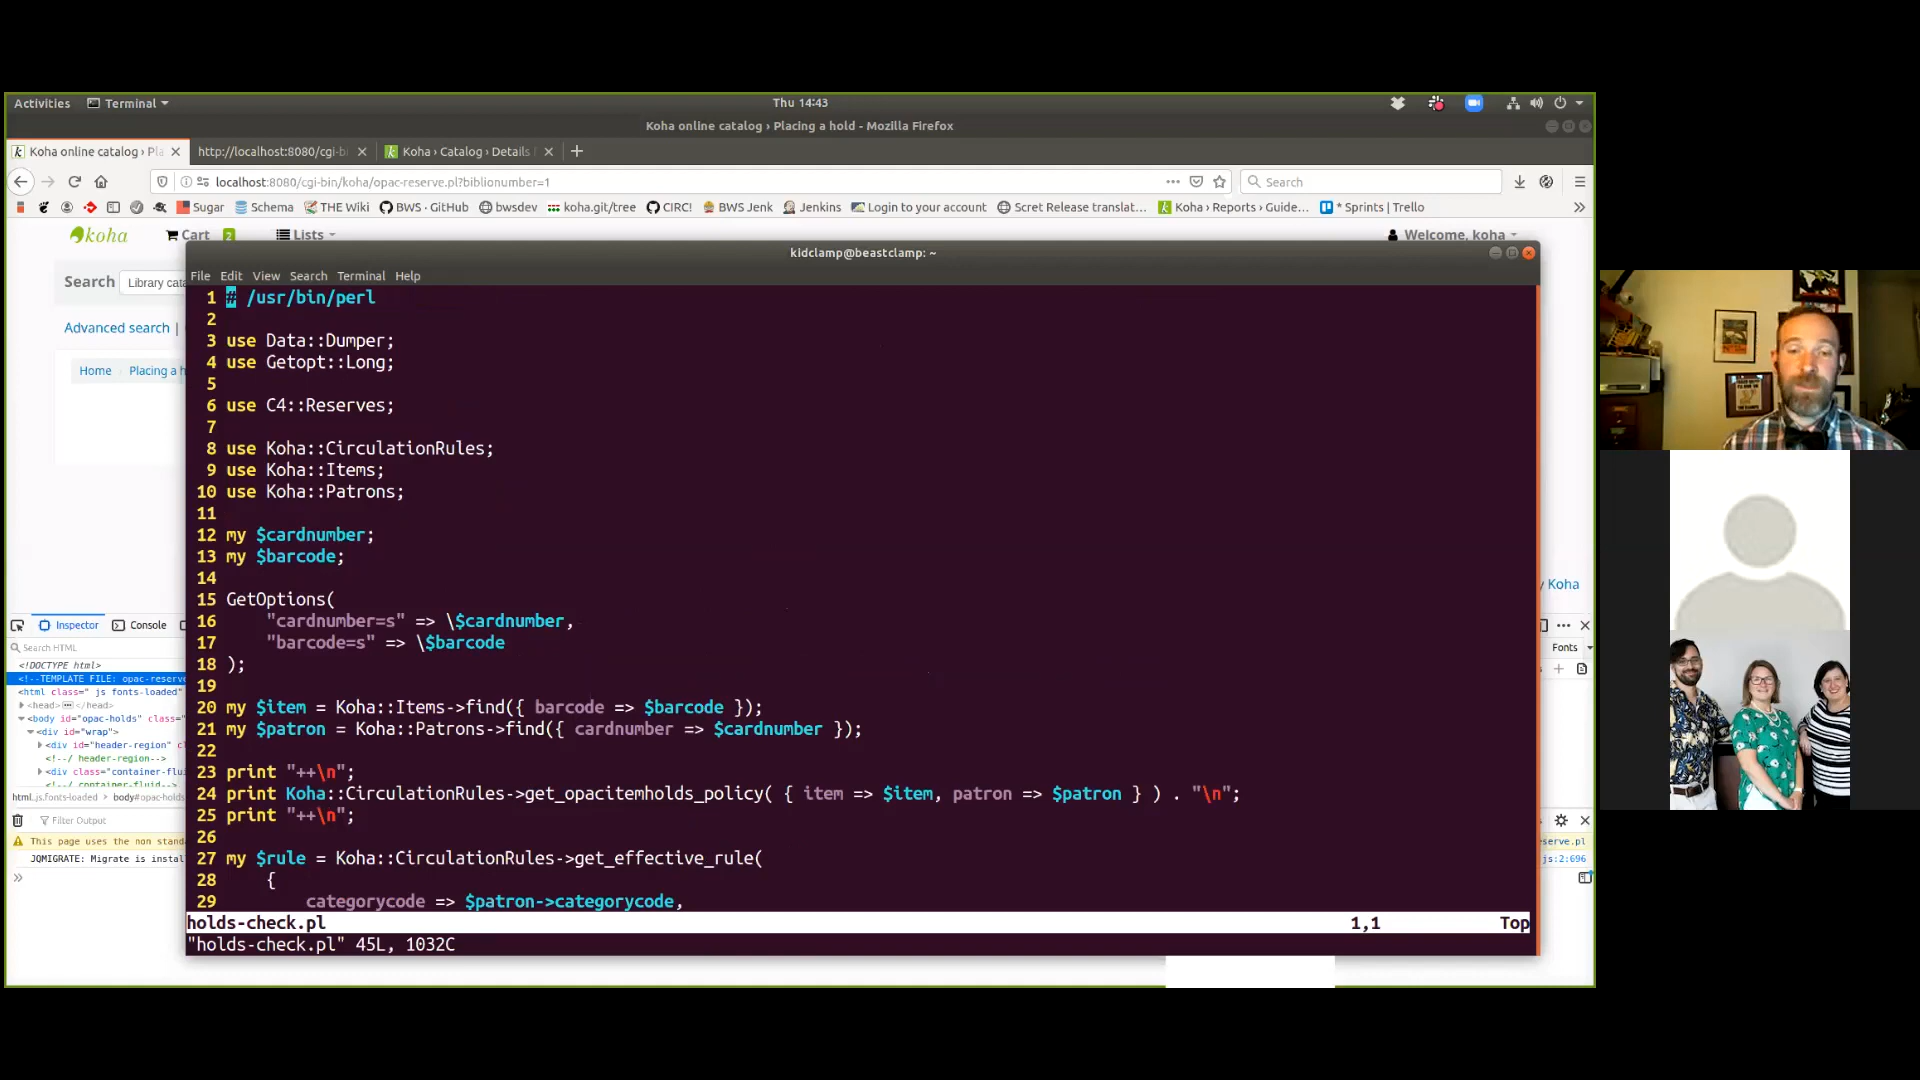 Activities Terminal Thu 14:43
Koha online catalog › Placing a hold - Mozilla Firefox
Koha online catalog › Pla http://localhost:8080/cgi-b Koha › Catalog › Details
localhost:8080/cgi-bin/koha/opac-reserve.pl?biblionumber=1 Search
Sugar Schema THE Wiki BWS · GitHub bwsdev koha.git/tree CIRC! BWS Jenk Jenkins Login to your account Scret Release translat... Koha › Reports › Guide... * Sprints | Trello
koha Cart 2 Lists Welcome, koha
kidclamp@beastclamp: ~
File Edit View Search Terminal Help
Search Library cata
Advanced search |
Home Placing a h
Koha
Inspector Console
Search HTML
Fonts
<!DOCTYPE html>
<!--TEMPLATE FILE: opac-reserve
<html class=" js fonts-loaded"
<head> </head>
<body id="opac-holds" class="
<div id="wrap">
<div id="header-region" cl
<!--/ header-region-->
<div class="container-flui
<!--/ container-fluid-->
html.js.fonts-loaded > body#opac-holds
Filter Output
This page uses the non stand
JQMIGRATE: Migrate is instal
eserve.pl
js:2:696
1 # /usr/bin/perl
2
3 use Data::Dumper;
4 use Getopt::Long;
5
6 use C4::Reserves;
7
8 use Koha::CirculationRules;
9 use Koha::Items;
10 use Koha::Patrons;
11
12 my $cardnumber;
13 my $barcode;
14
15 GetOptions(
16 "cardnumber=s" => \$cardnumber,
17 "barcode=s" => \$barcode
18 );
19
20 my $item = Koha::Items->find({ barcode => $barcode });
21 my $patron = Koha::Patrons->find({ cardnumber => $cardnumber });
22
23 print "++\n";
24 print Koha::CirculationRules->get_opacitemholds_policy( { item => $item, patron => $patron } ) . "\n";
25 print "++\n";
26
27 my $rule = Koha::CirculationRules->get_effective_rule(
28 {
29 categorycode => $patron->categorycode,
holds-check.pl 1,1 Top
"holds-check.pl" 45L, 1032C